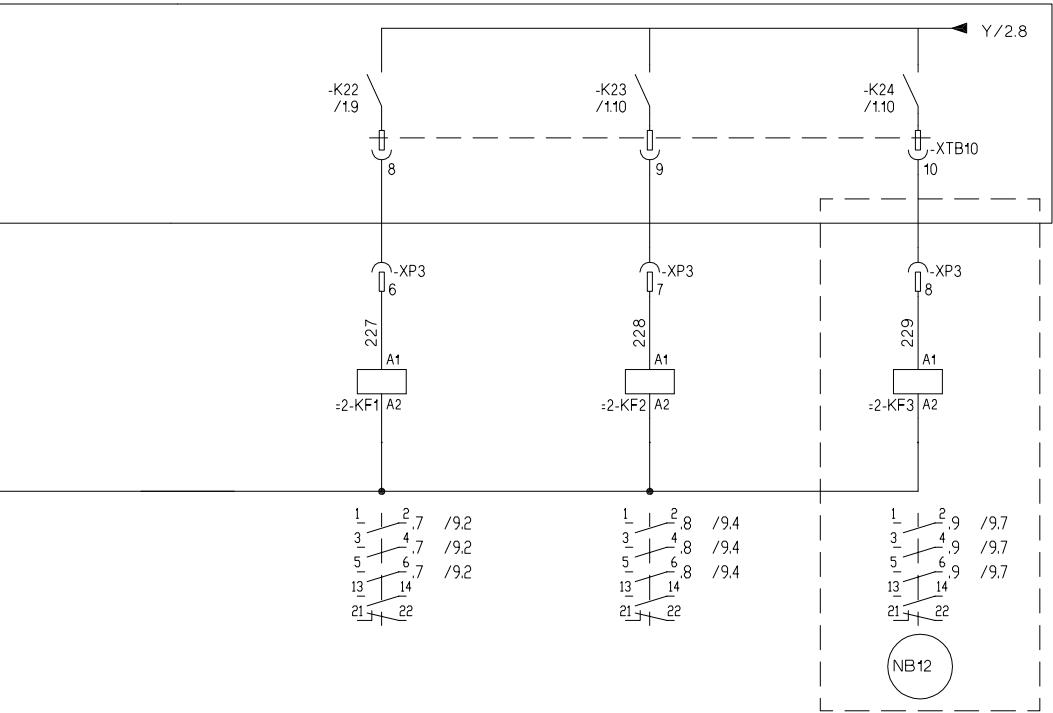 Y/2.8
-K22
/1.9
-K23
/1.10
-K24
/1.10
-XTB10
8
9
10
-XP3
6
-XP3
7
-XP3
8
227
228
229
A1
A1
A1
=2-KF1 A2
=2-KF2 A2
=2-KF3 A2
1 2 .7 /9.2
3 4 .7 /9.2
5 6 .7 /9.2
13 14
21 22
1 2 .8 /9.4
3 4 .8 /9.4
5 6 .8 /9.4
13 14
21 22
1 2 .9 /9.7
3 4 .9 /9.7
5 6 .9 /9.7
13 14
21 22
NB12